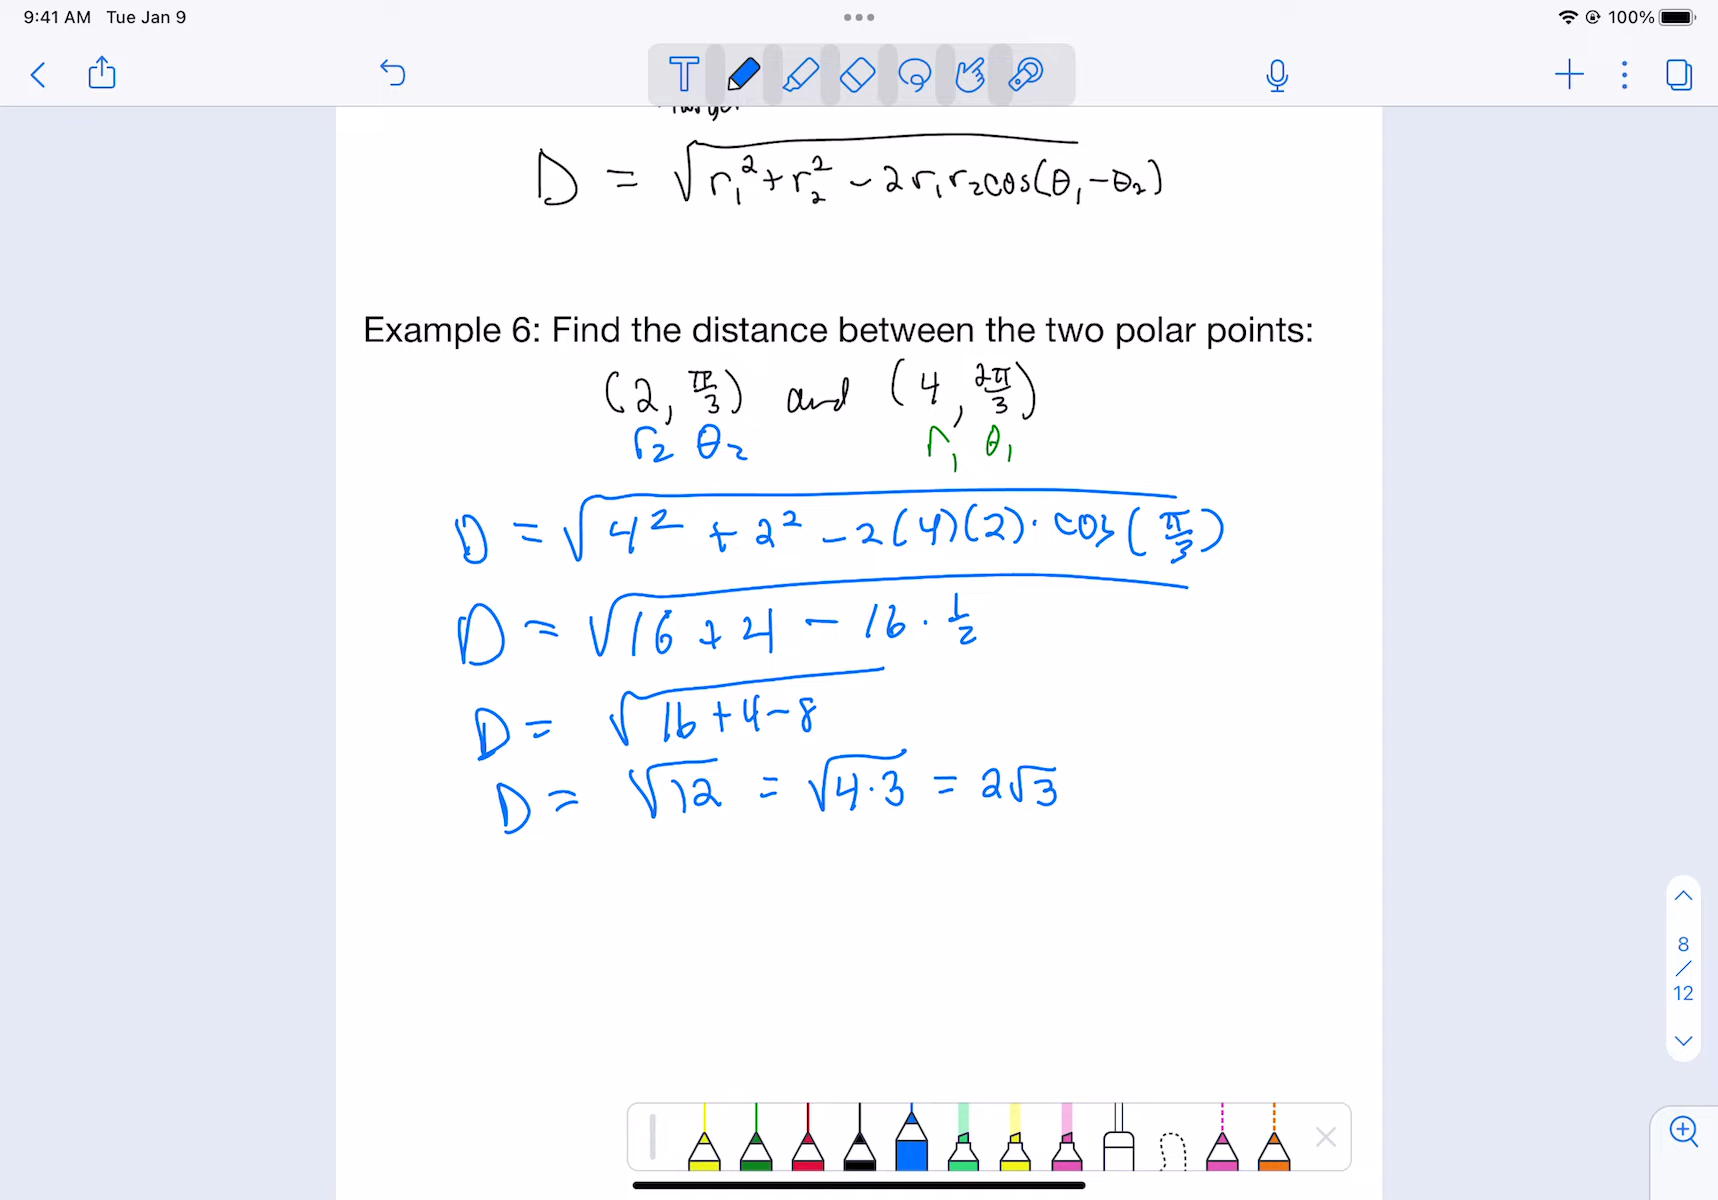 9:41 AM Tue Jan 9
100%
D = √(r₁² + r₂² − 2r₁r₂cos(θ₁−θ₂))
Example 6: Find the distance between the two polar points:
(2, π/3) and (4, 2π/3)
r₂ θ₂ r₁ θ₁
D = √(4² + 2² − 2(4)(2)·cos(π/3))
D = √(16 + 4 − 16·1/2)
D = √(16+4−8)
D = √12 = √(4·3) = 2√3
8
/
12